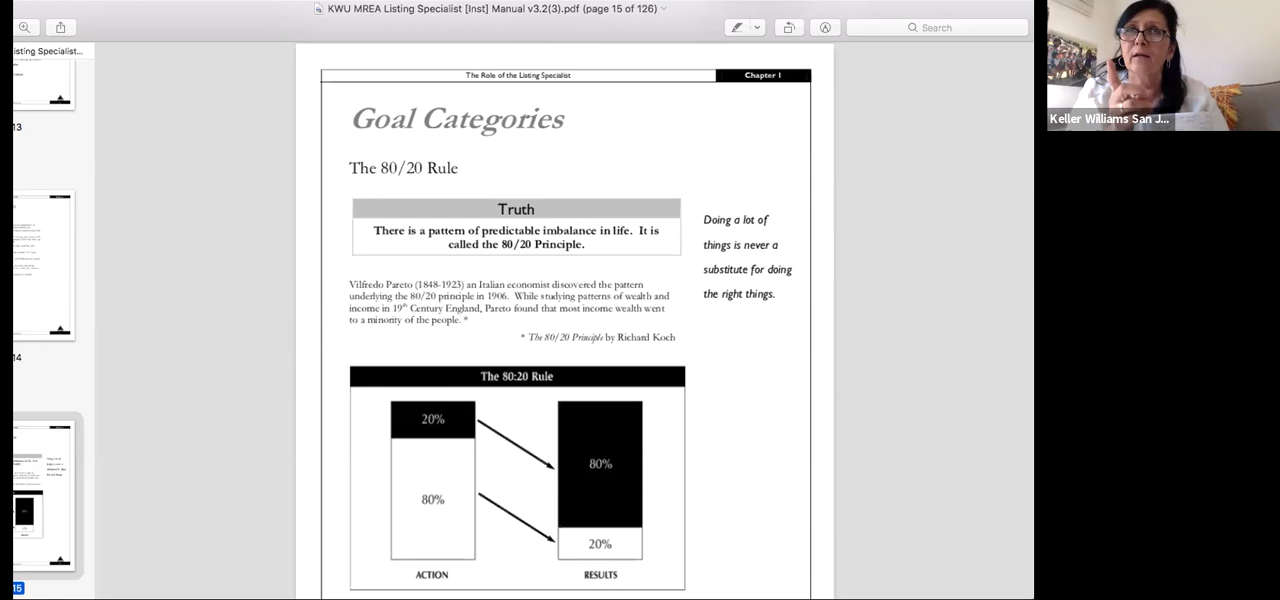 KWU MREA Listing Specialist [Inst] Manual v3.2(3).pdf (page 15 of 126)
Search
isting Specialist...
13
14
15
The Role of the Listing Specialist
Chapter 1
Goal Categories
The 80/20 Rule
Truth
There is a pattern of predictable imbalance in life. It is
called the 80/20 Principle.
Doing a lot of
things is never a
substitute for doing
the right things.
Vilfredo Pareto (1848-1923) an Italian economist discovered the pattern
underlying the 80/20 principle in 1906. While studying patterns of wealth and
income in 19th Century England, Pareto found that most income wealth went
to a minority of the people. *
* The 80/20 Principle by Richard Koch
The 80:20 Rule
20%
80%
80%
20%
ACTION
RESULTS
Keller Williams San J...